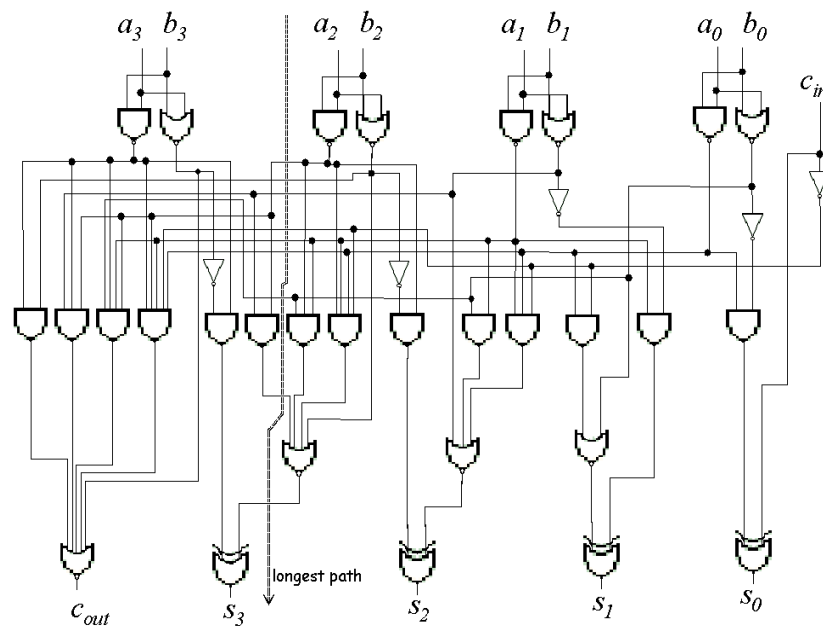 a3 b3 a2 b2 a1 b1 a0 b0
cin
longest path
cout s3 s2 s1 s0